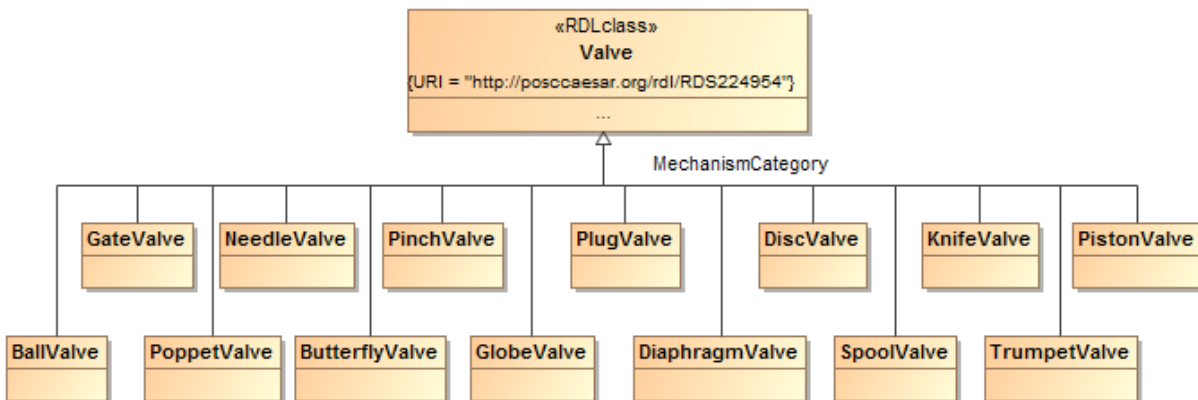 «RDLclass»
Valve
{URI = "http://posccaesar.org/rdl/RDS224954"}
...
MechanismCategory
GateValve NeedleValve PinchValve PlugValve DiscValve KnifeValve PistonValve
BallValve PoppetValve ButterflyValve GlobeValve DiaphragmValve SpoolValve TrumpetValve